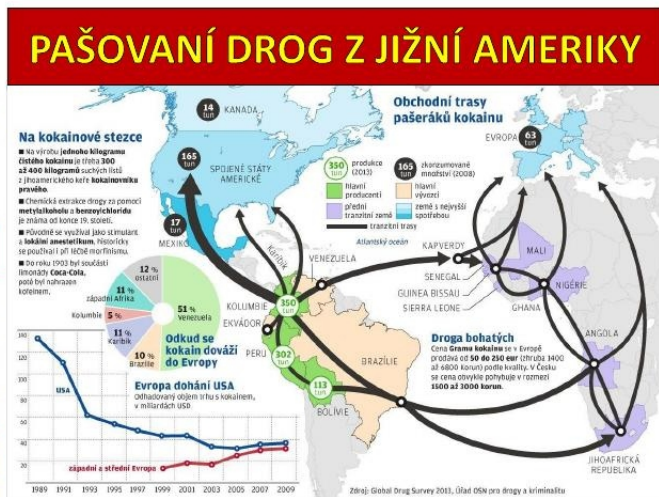 PAŠOVANÍ DROG Z JIŽNÍ AMERIKY
Na kokainové stezce
■ Na výrobu jednoho kilogramu
čistého kokainu je třeba 300
až 400 kilogramů suchých listů
z jihoamerického keře kokainovníku
pravého.
■ Chemická extrakce drogy za pomoci
metylalkoholu a benzoylchloridu
je známa od konce 19. století.
■ Původně se využíval jako stimulant
a lokální anestetikum, historicky
se používal i při léčbě morfinismu.
■ Do roku 1903 byl součástí
limonády Coca-Cola,
poté byl nahrazen
kofeinem.
14
tun
KANADA
165
tun
SPOJENÉ STÁTY
AMERICKÉ
17
tun
MEXIKO
Obchodní trasy
pašeráků kokainu
EVROPA
63
tun
350
tun
produkce
(2013)
165
tun
zkonzumované
množství (2008)
hlavní
producenti
hlavní
vývozci
přední
tranzitní země
země s nejvyšší
spotřebou
tranzitní trasy
Atlantský oceán
Karibik
VENEZUELA
KOLUMBIE
350
tun
EKVÁDOR
PERU
302
tun
113
tun
BOLÍVIE
BRAZÍLIE
KAPVERDY
SENEGAL
GUINEA BISSAU
SIERRA LEONE
MALI
NIGÉRIE
GHANA
ANGOLA
JIHOAFRICKÁ
REPUBLIKA
12 %
ostatní
11 %
západní Afrika
Kolumbie
5 %
11 %
Karibik
10 %
Brazílie
51 %
Venezuela
Odkud se
kokain dováží
do Evropy
Droga bohatých
Cena Gramu kokainu se v Evropě
prodává od 50 do 250 eur (zhruba 1400
až 6800 korun) podle kvality. V Česku
se cena obvykle pohybuje v rozmezí
1500 až 3000 korun.
Evropa dohání USA
Odhadovaný objem trhu s kokainem,
v miliardách USD
USA
západní a střední Evropa
140
120
100
80
60
40
20
1989 1991 1993 1995 1997 1999 2001 2003 2005 2007 2009
Zdroj: Global Drug Survey 2013, Úřad OSN pro drogy a kriminalitu